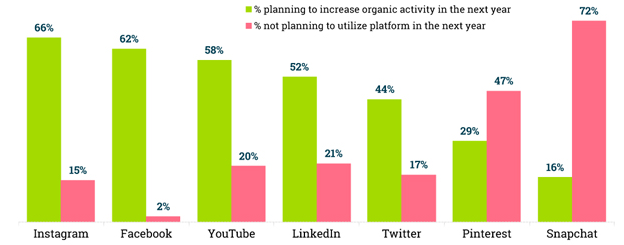 % planning to increase organic activity in the next year
% not planning to utilize platform in the next year
66%
15%
62%
2%
58%
20%
52%
21%
44%
17%
29%
47%
16%
72%
Instagram
Facebook
YouTube
LinkedIn
Twitter
Pinterest
Snapchat